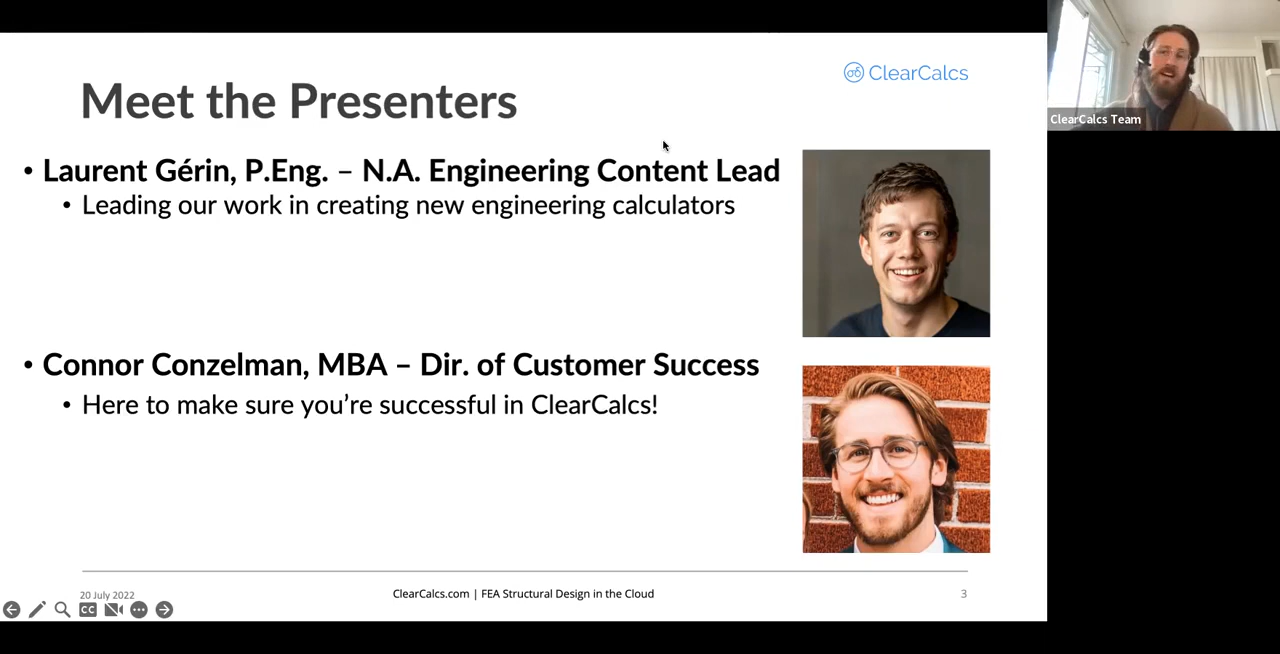 ClearCalcs
Meet the Presenters
ClearCalcs Team
• Laurent Gérin, P.Eng. – N.A. Engineering Content Lead
• Leading our work in creating new engineering calculators
• Connor Conzelman, MBA – Dir. of Customer Success
• Here to make sure you’re successful in ClearCalcs!
20 July 2022
ClearCalcs.com | FEA Structural Design in the Cloud
3
CC